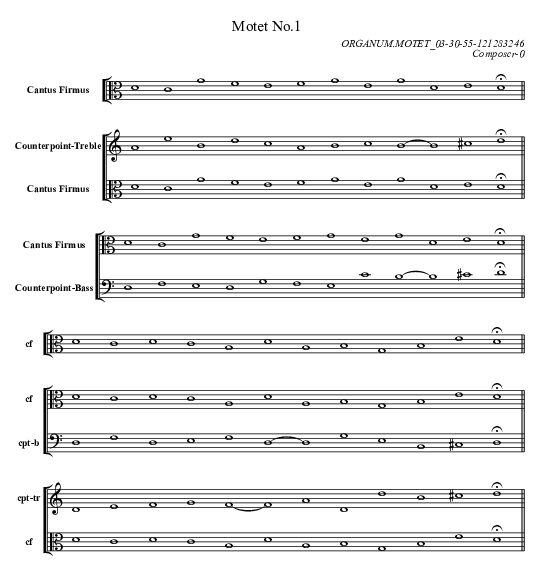 Motet No.1
ORGANUM.MOTET_03-30-55-121283246
Composer-0
Cantus Firmus
Counterpoint-Treble
Cantus Firmus
Cantus Firmus
Counterpoint-Bass
cf
cf
cpt-b
cpt-tr
cf